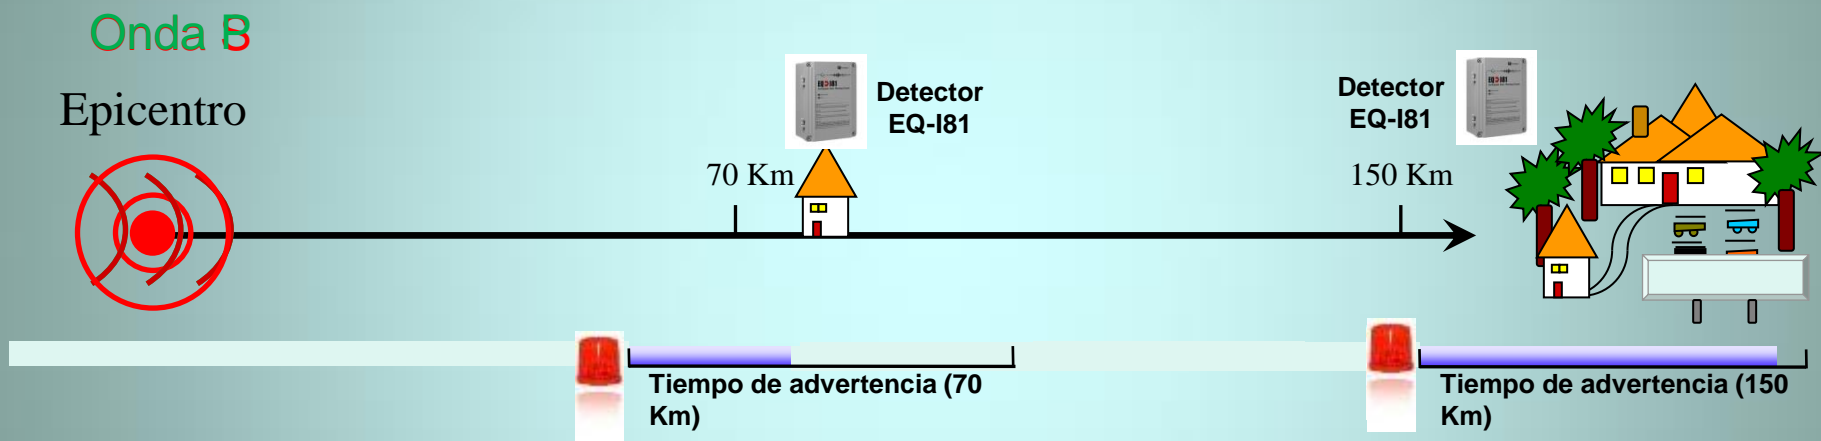 Onda
Epicentro
Detector
EQ-I81
70 Km
Detector
EQ-I81
150 Km
Tiempo de advertencia (70
Km)
Tiempo de advertencia (150
Km)